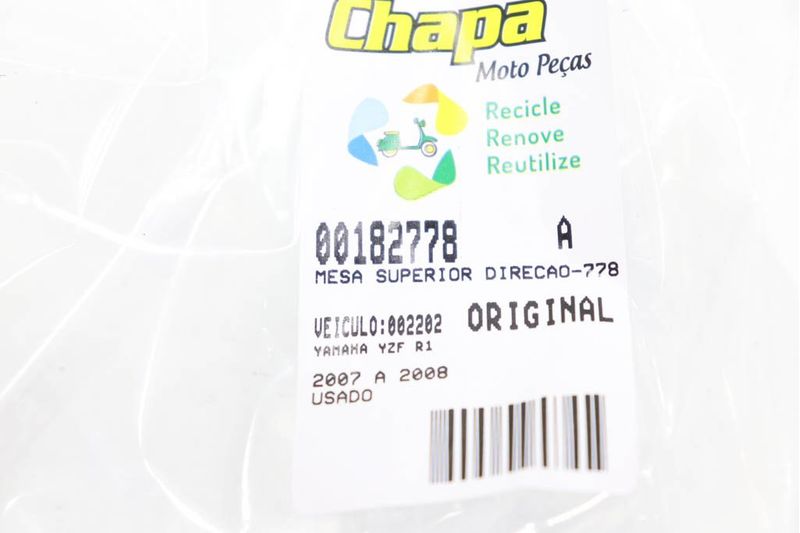 Chapa
Moto Peças
Recicle
Renove
Reutilize
00182778 A
MESA SUPERIOR DIRECAO-778
VEICULO:002202 ORIGINAL
YAMAHA YZF R1
2007 A 2008
USADO